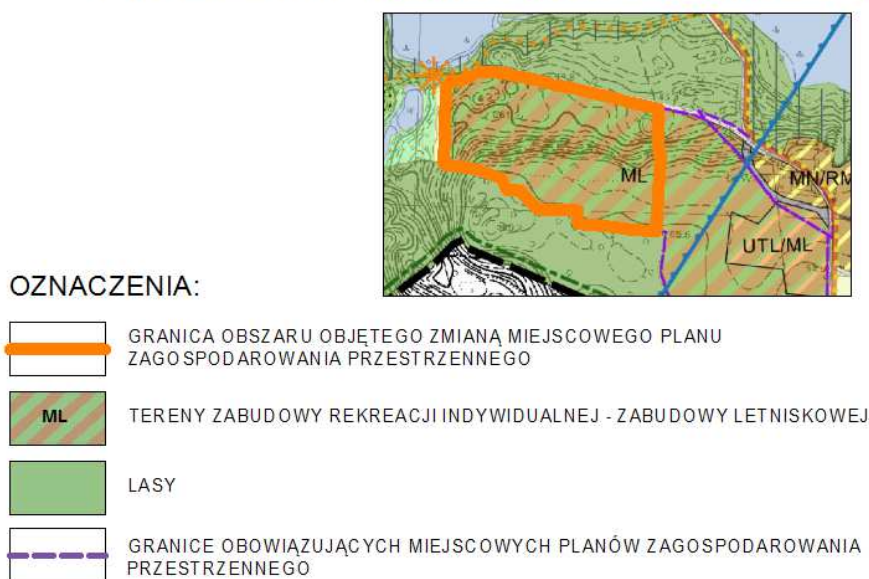 ML
MN/RM
UTL/ML
OZNACZENIA:
GRANICA OBSZARU OBJĘTEGO ZMIANĄ MIEJSCOWEGO PLANU
ZAGOSPODAROWANIA PRZESTRZENNEGO
ML
TERENY ZABUDOWY REKREACJI INDYWIDUALNEJ - ZABUDOWY LETNISKOWEJ
LASY
GRANICE OBOWIĄZUJĄCYCH MIEJSCOWYCH PLANÓW ZAGOSPODAROWANIA
PRZESTRZENNEGO